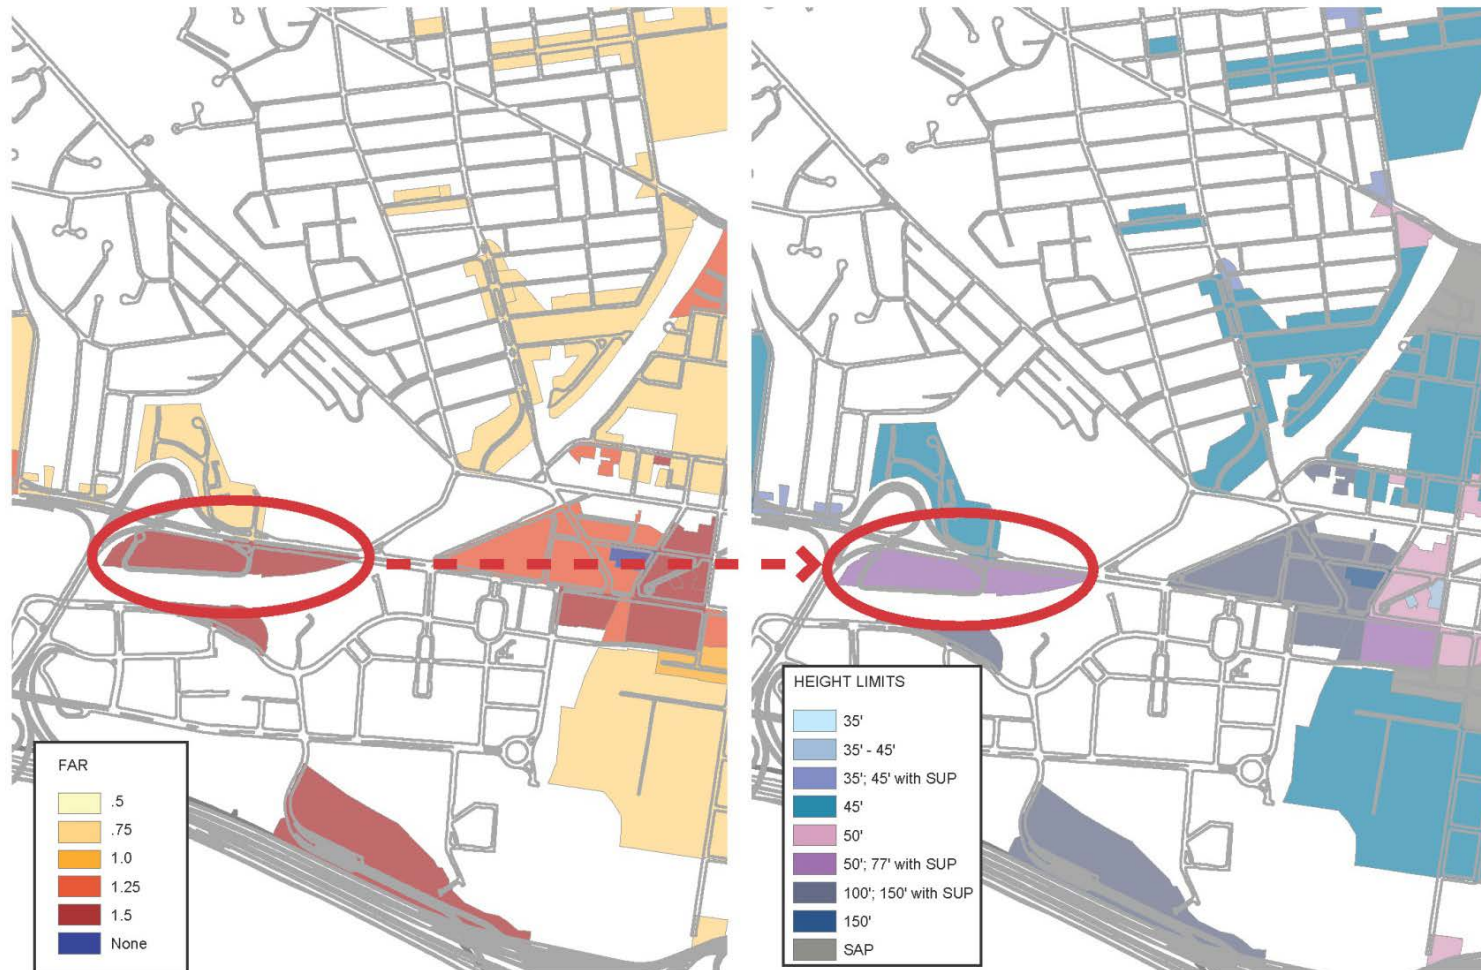 FAR
.5
.75
1.0
1.25
1.5
None
HEIGHT LIMITS
35'
35' - 45'
35'; 45' with SUP
45'
50'
50'; 77' with SUP
100'; 150' with SUP
150'
SAP